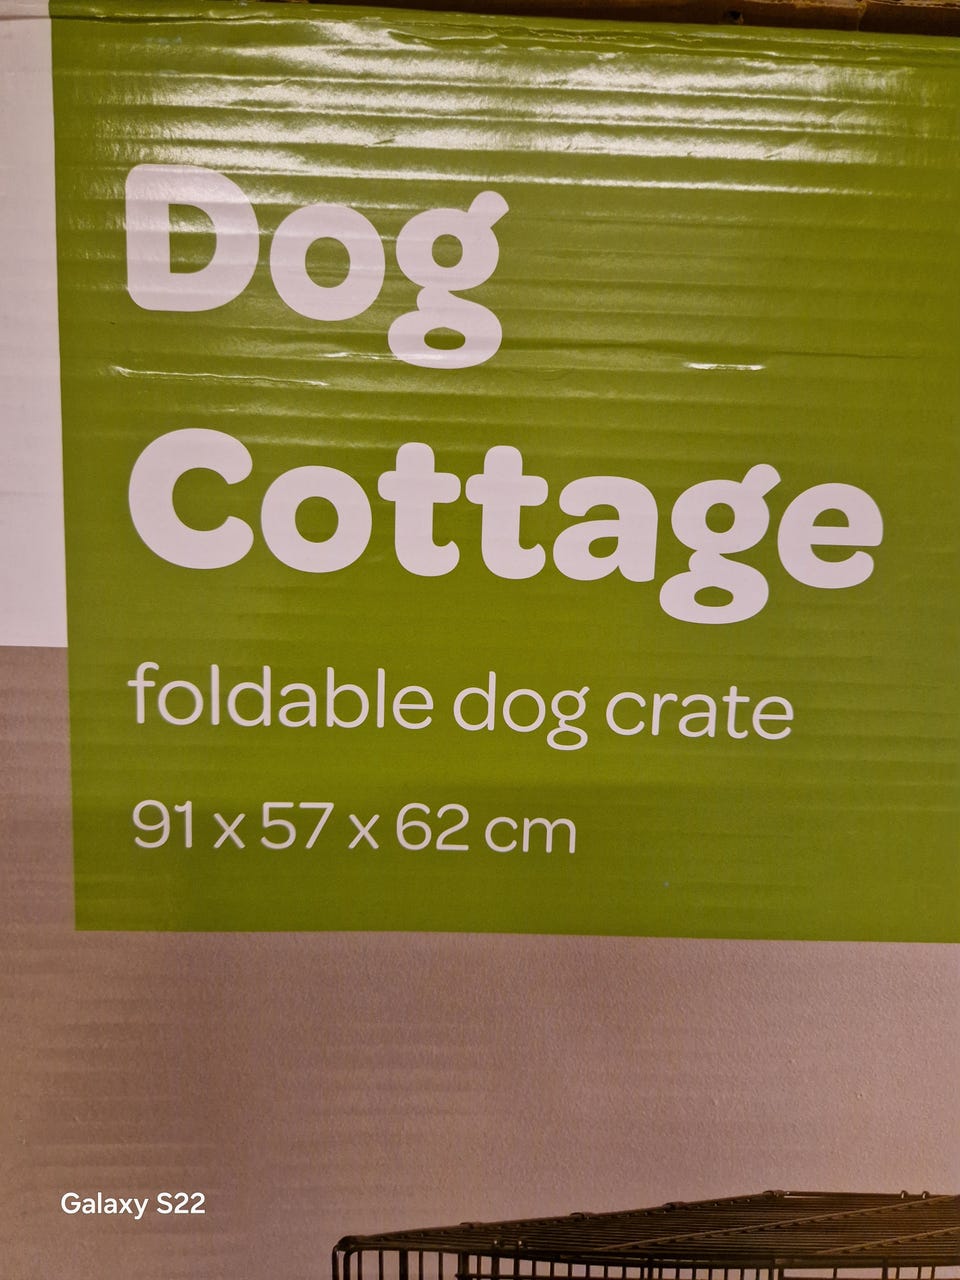 Dog
Cottage
foldable dog crate
91 x 57 x 62 cm
Galaxy S22